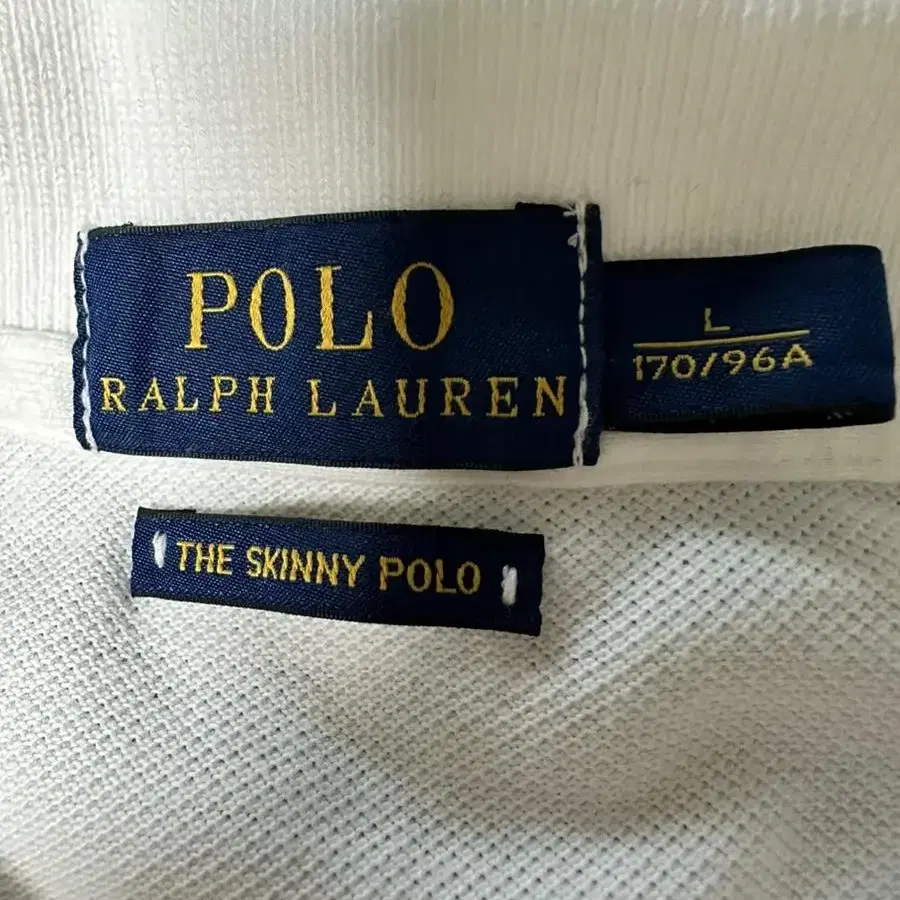 POLO
RALPH LAUREN
L
170/96A
THE SKINNY POLO